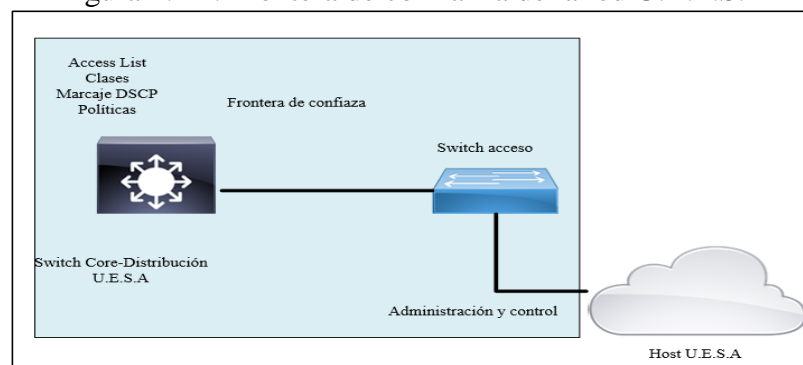 Access List
Clases
Marcaje DSCP
Políticas
Frontera de confiaza
Switch acceso
Switch Core-Distribución
U.E.S.A
Administración y control
Host U.E.S.A